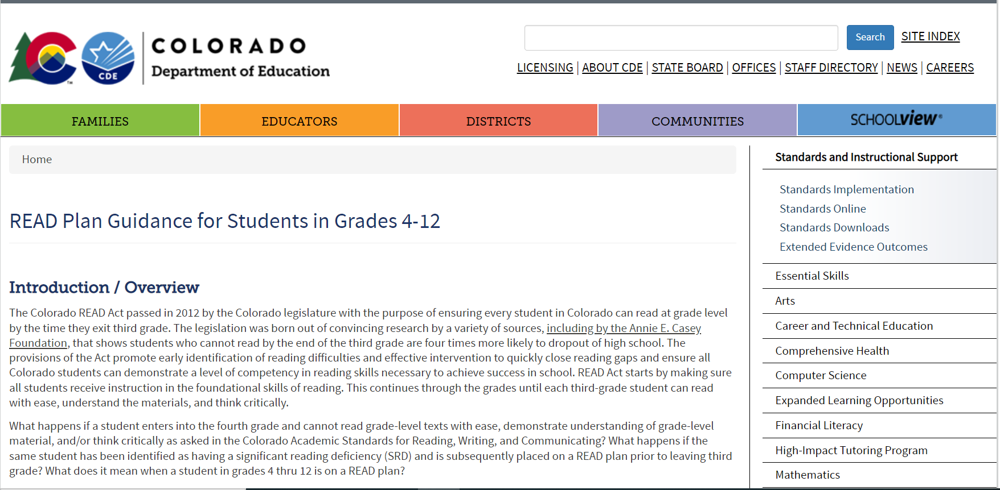 COLORADO
Department of Education
CDE
TM
Search
SITE INDEX
LICENSING | ABOUT CDE | STATE BOARD | OFFICES | STAFF DIRECTORY | NEWS | CAREERS
FAMILIES
EDUCATORS
DISTRICTS
COMMUNITIES
SCHOOLview®
Home
READ Plan Guidance for Students in Grades 4-12
Introduction / Overview
The Colorado READ Act passed in 2012 by the Colorado legislature with the purpose of ensuring every student in Colorado can read at grade level
by the time they exit third grade. The legislation was born out of convincing research by a variety of sources, including by the Annie E. Casey
Foundation, that shows students who cannot read by the end of the third grade are four times more likely to dropout of high school. The
provisions of the Act promote early identification of reading difficulties and effective intervention to quickly close reading gaps and ensure all
Colorado students can demonstrate a level of competency in reading skills necessary to achieve success in school. READ Act starts by making sure
all students receive instruction in the foundational skills of reading. This continues through the grades until each third-grade student can read
with ease, understand the materials, and think critically.
What happens if a student enters into the fourth grade and cannot read grade-level texts with ease, demonstrate understanding of grade-level
material, and/or think critically as asked in the Colorado Academic Standards for Reading, Writing, and Communicating? What happens if the
same student has been identified as having a significant reading deficiency (SRD) and is subsequently placed on a READ plan prior to leaving third
grade? What does it mean when a student in grades 4 thru 12 is on a READ plan?
Standards and Instructional Support
Standards Implementation
Standards Online
Standards Downloads
Extended Evidence Outcomes
Essential Skills
Arts
Career and Technical Education
Comprehensive Health
Computer Science
Expanded Learning Opportunities
Financial Literacy
High-Impact Tutoring Program
Mathematics